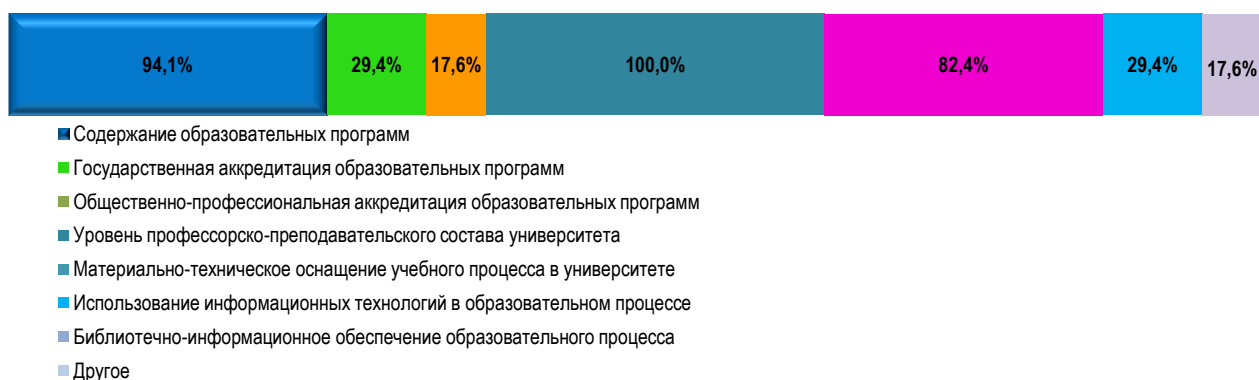 94,1% 29,4% 17,6% 100,0% 82,4% 29,4% 17,6%
Содержание образовательных программ
Государственная аккредитация образовательных программ
Общественно-профессиональная аккредитация образовательных программ
Уровень профессорско-преподавательского состава университета
Материально-техническое оснащение учебного процесса в университете
Использование информационных технологий в образовательном процессе
Библиотечно-информационное обеспечение образовательного процесса
Другое